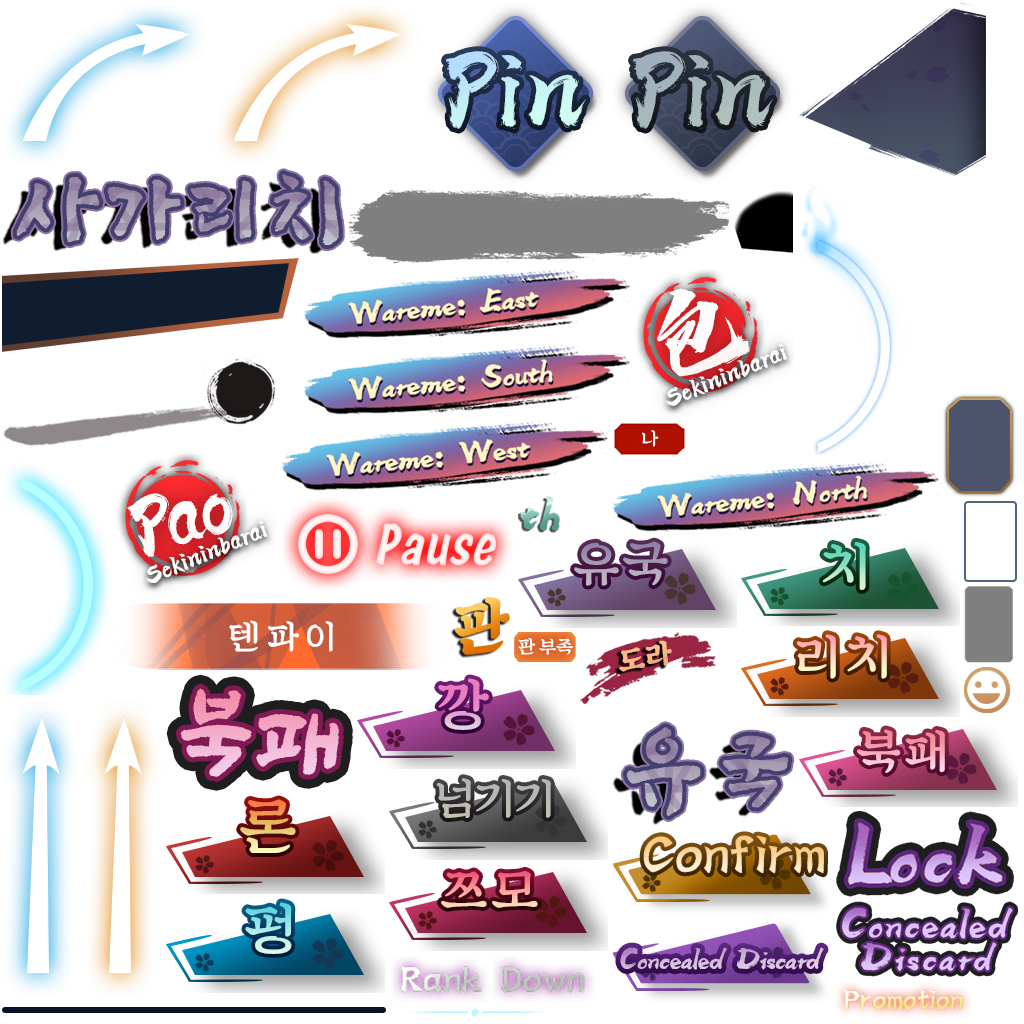 Pin
Pin
사가리치
Wareme: East
包
Sekininbarai
Wareme: South
나
Wareme: West
Wareme: North
Pao
Sekininbarai
Pause
th
유국
치
텐파이
판
판 부족
도라
리치
북패
깡
유국
북패
론
넘기기
Confirm
Lock
쯔모
펑
Concealed
Discard
Concealed Discard
Rank Down
Promotion